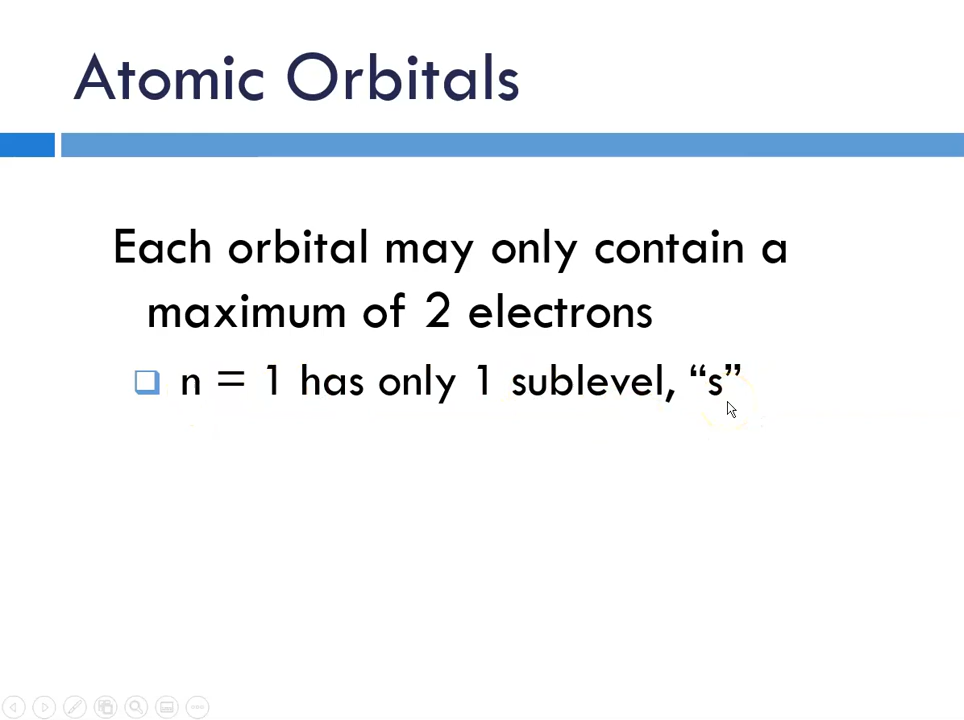 Atomic Orbitals
Each orbital may only contain a
maximum of 2 electrons
n = 1 has only 1 sublevel, “s”